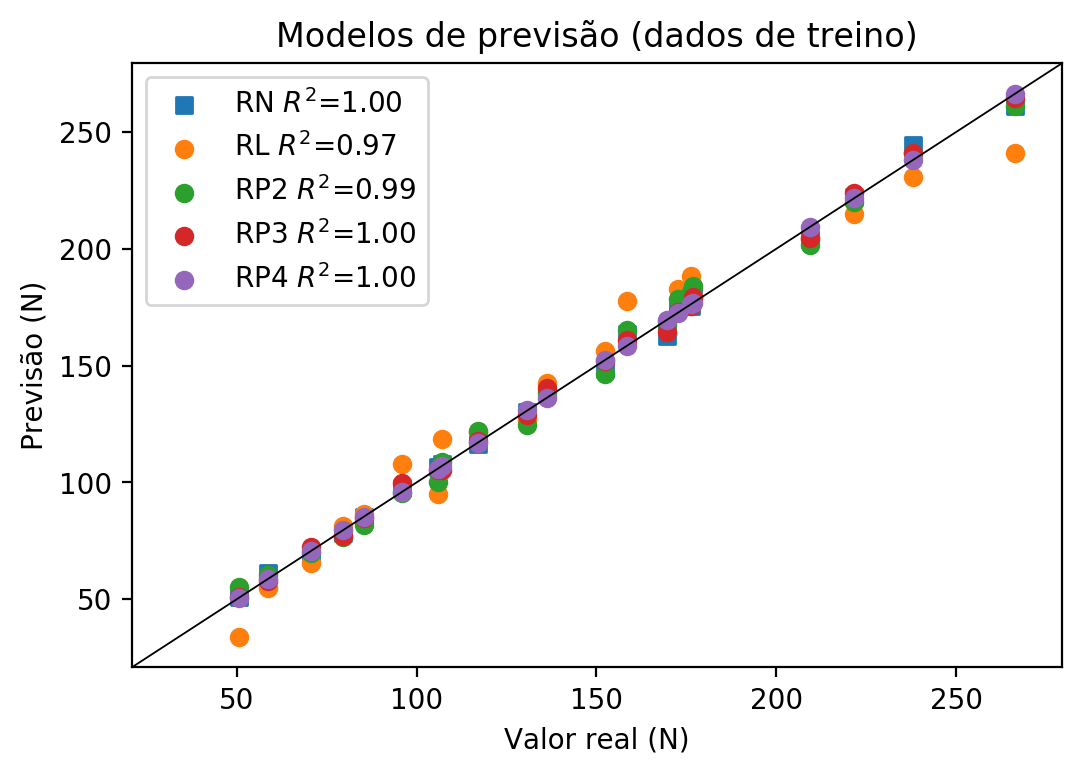 Modelos de previsão (dados de treino)
RN R²=1.00
RL R²=0.97
RP2 R²=0.99
RP3 R²=1.00
RP4 R²=1.00
250
200
150
100
50
Previsão (N)
50 100 150 200 250
Valor real (N)